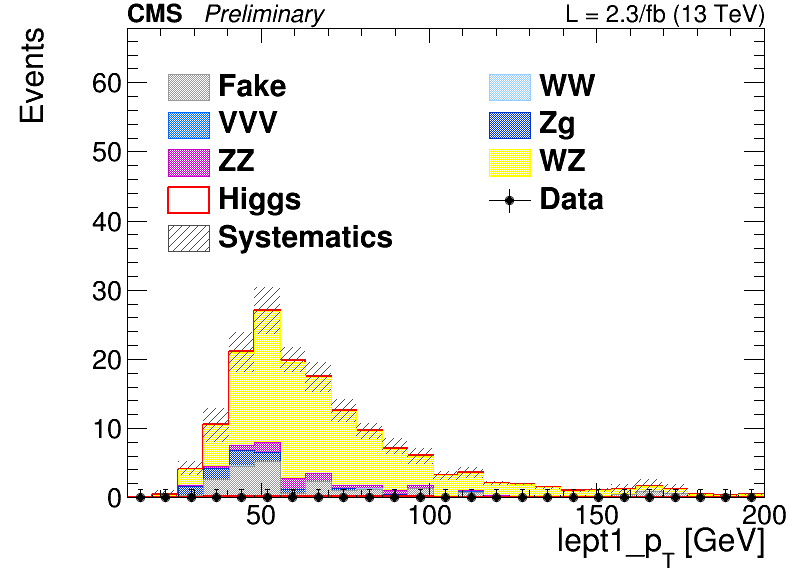 CMS Preliminary L = 2.3/fb (13 TeV)
Events
60
50
40
30
20
10
0
Fake WW
VVV Zg
ZZ WZ
Higgs Data
Systematics
50 100 150 200
lept1_p_T [GeV]